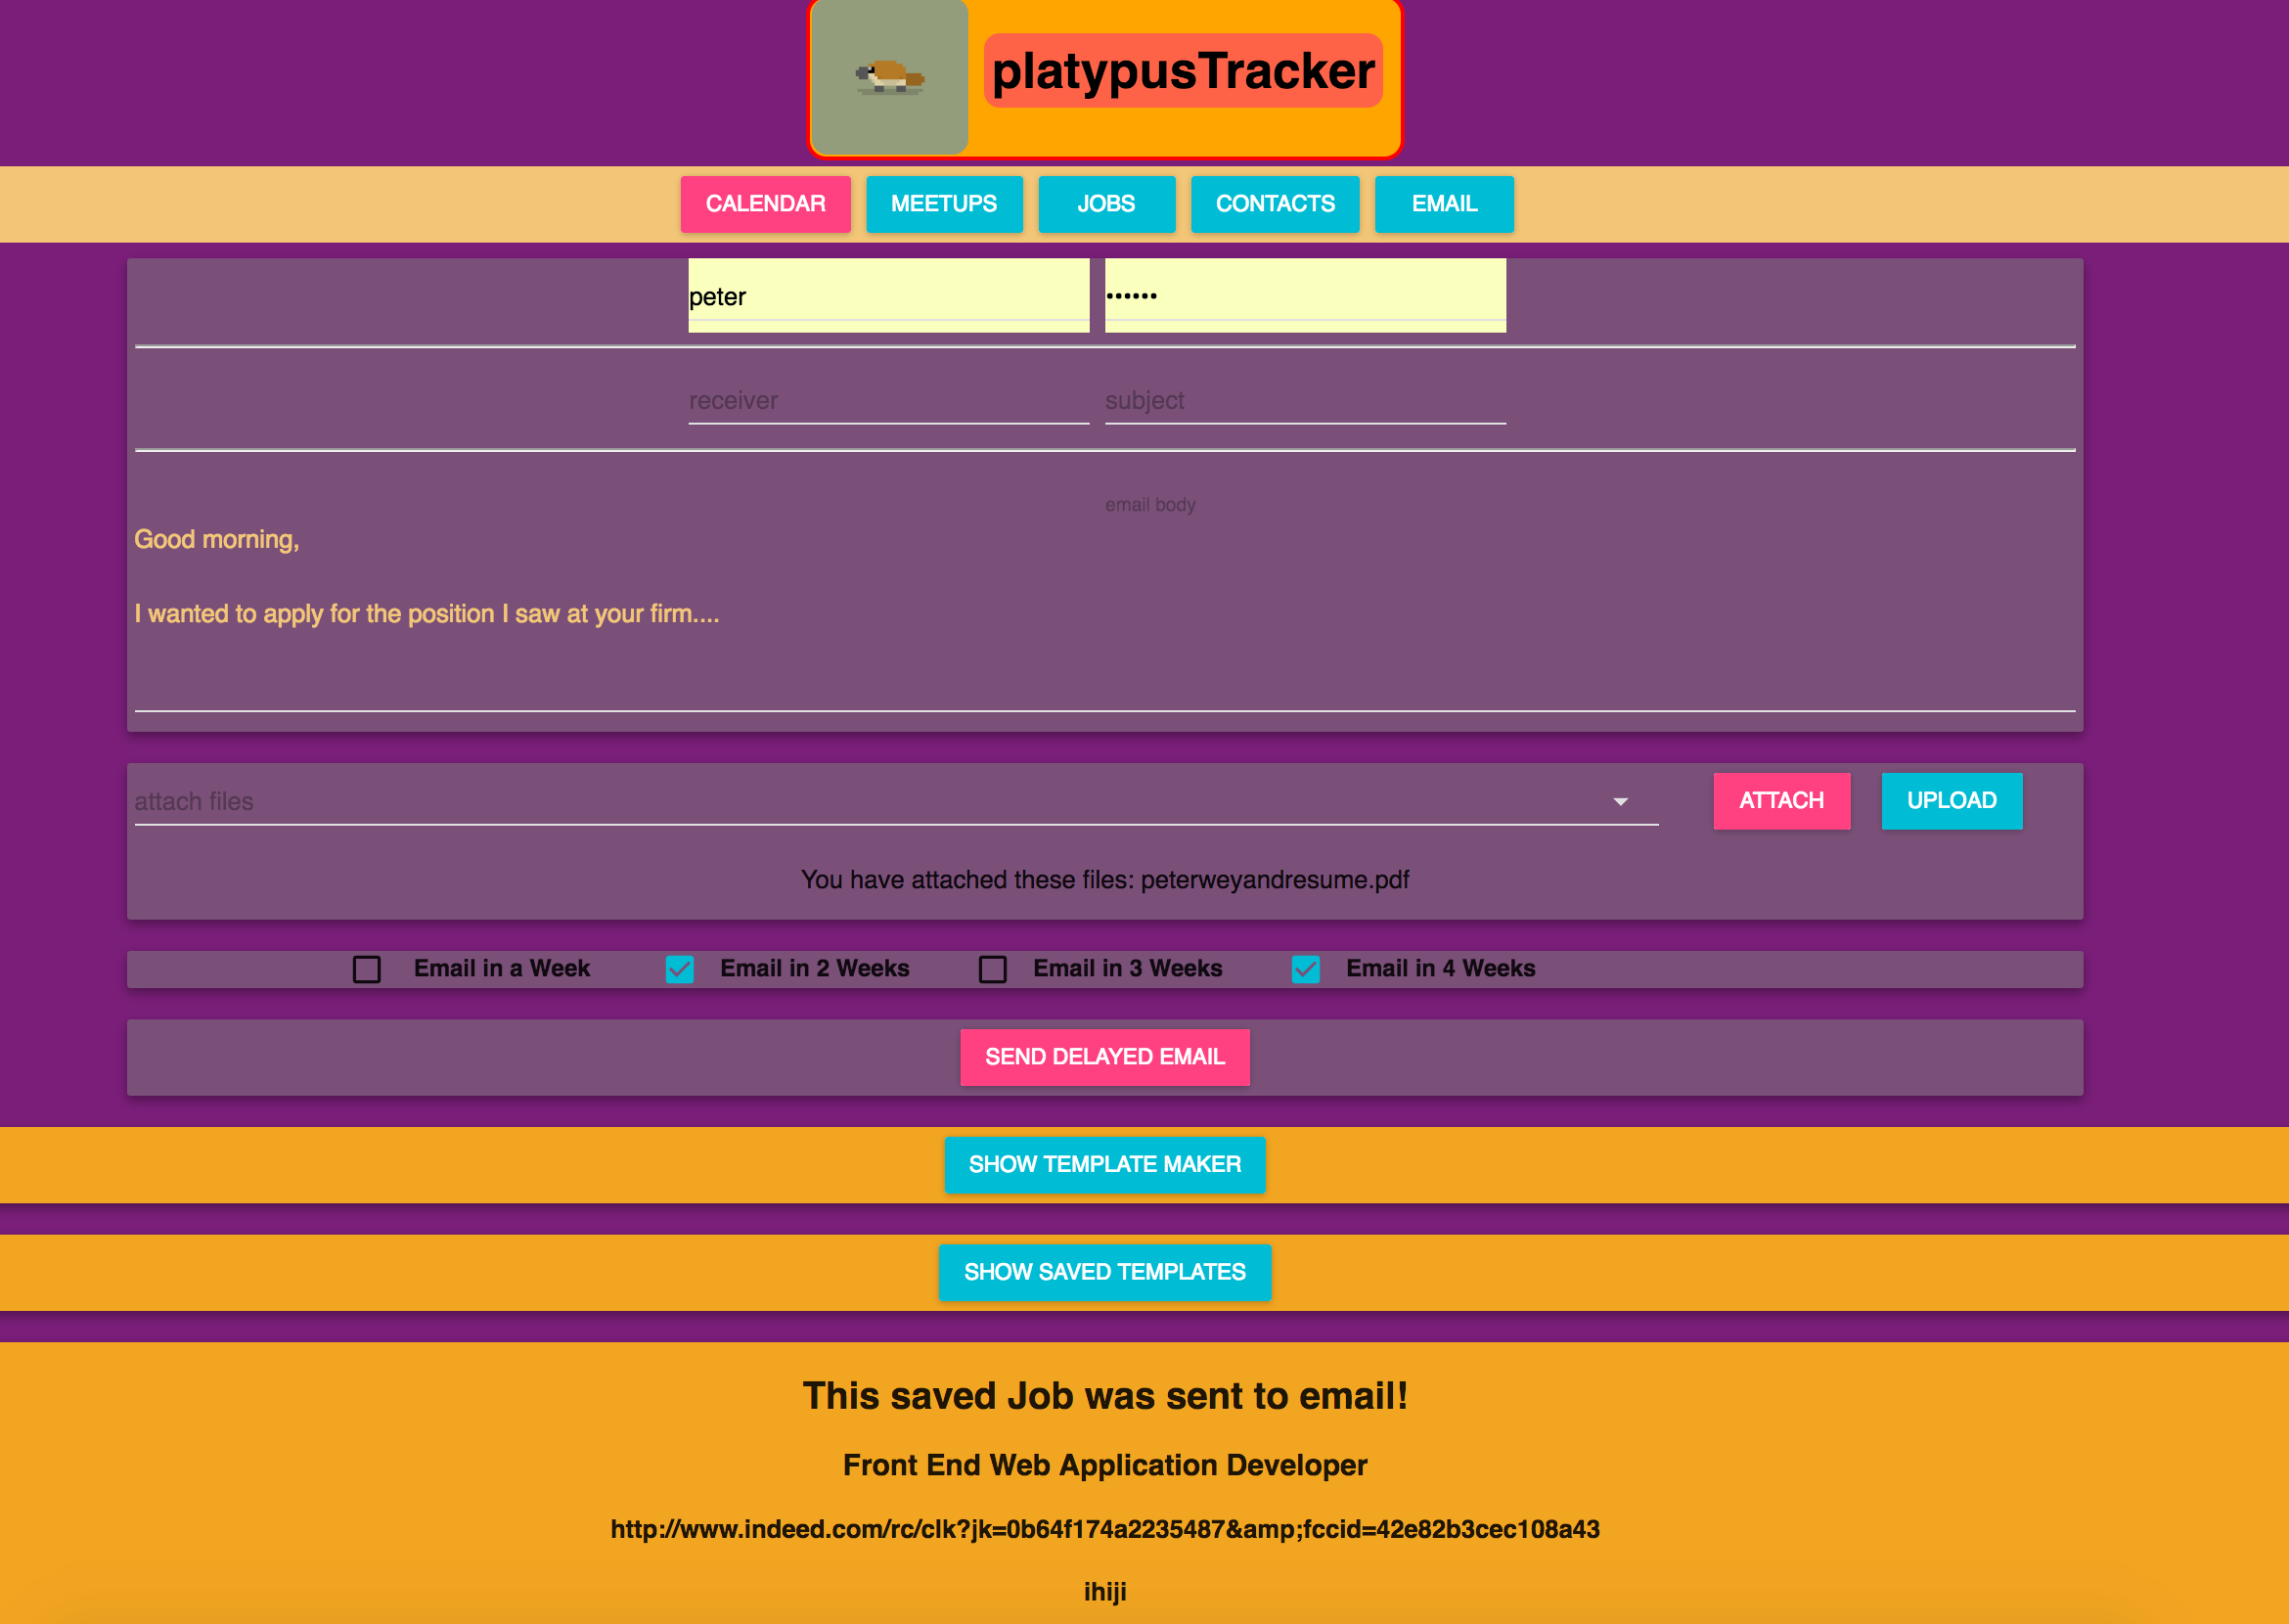 platypusTracker
CALENDAR MEETUPS JOBS CONTACTS EMAIL
peter ••••••
receiver subject
email body
Good morning,
I wanted to apply for the position I saw at your firm....
attach files ATTACH UPLOAD
You have attached these files: peterweyandresume.pdf
Email in a Week Email in 2 Weeks Email in 3 Weeks Email in 4 Weeks
SEND DELAYED EMAIL
SHOW TEMPLATE MAKER
SHOW SAVED TEMPLATES
This saved Job was sent to email!
Front End Web Application Developer
http://www.indeed.com/rc/clk?jk=0b64f174a2235487&amp;fccid=42e82b3cec108a43
ihiji